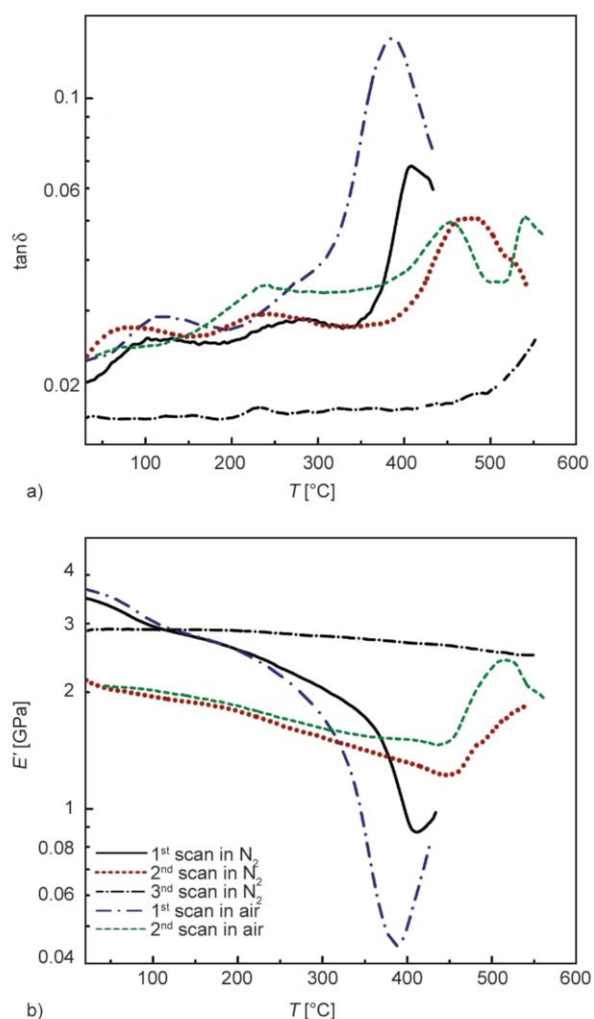 0.1
0.06
tanδ
0.02
100 200 300 400 500 600
a) T [°C]
4
3
2
E' [GPa]
1
0.08
0.06
0.04
1st scan in N2
2nd scan in N2
3nd scan in N2
1st scan in air
2nd scan in air
100 200 300 400 500 600
b) T [°C]